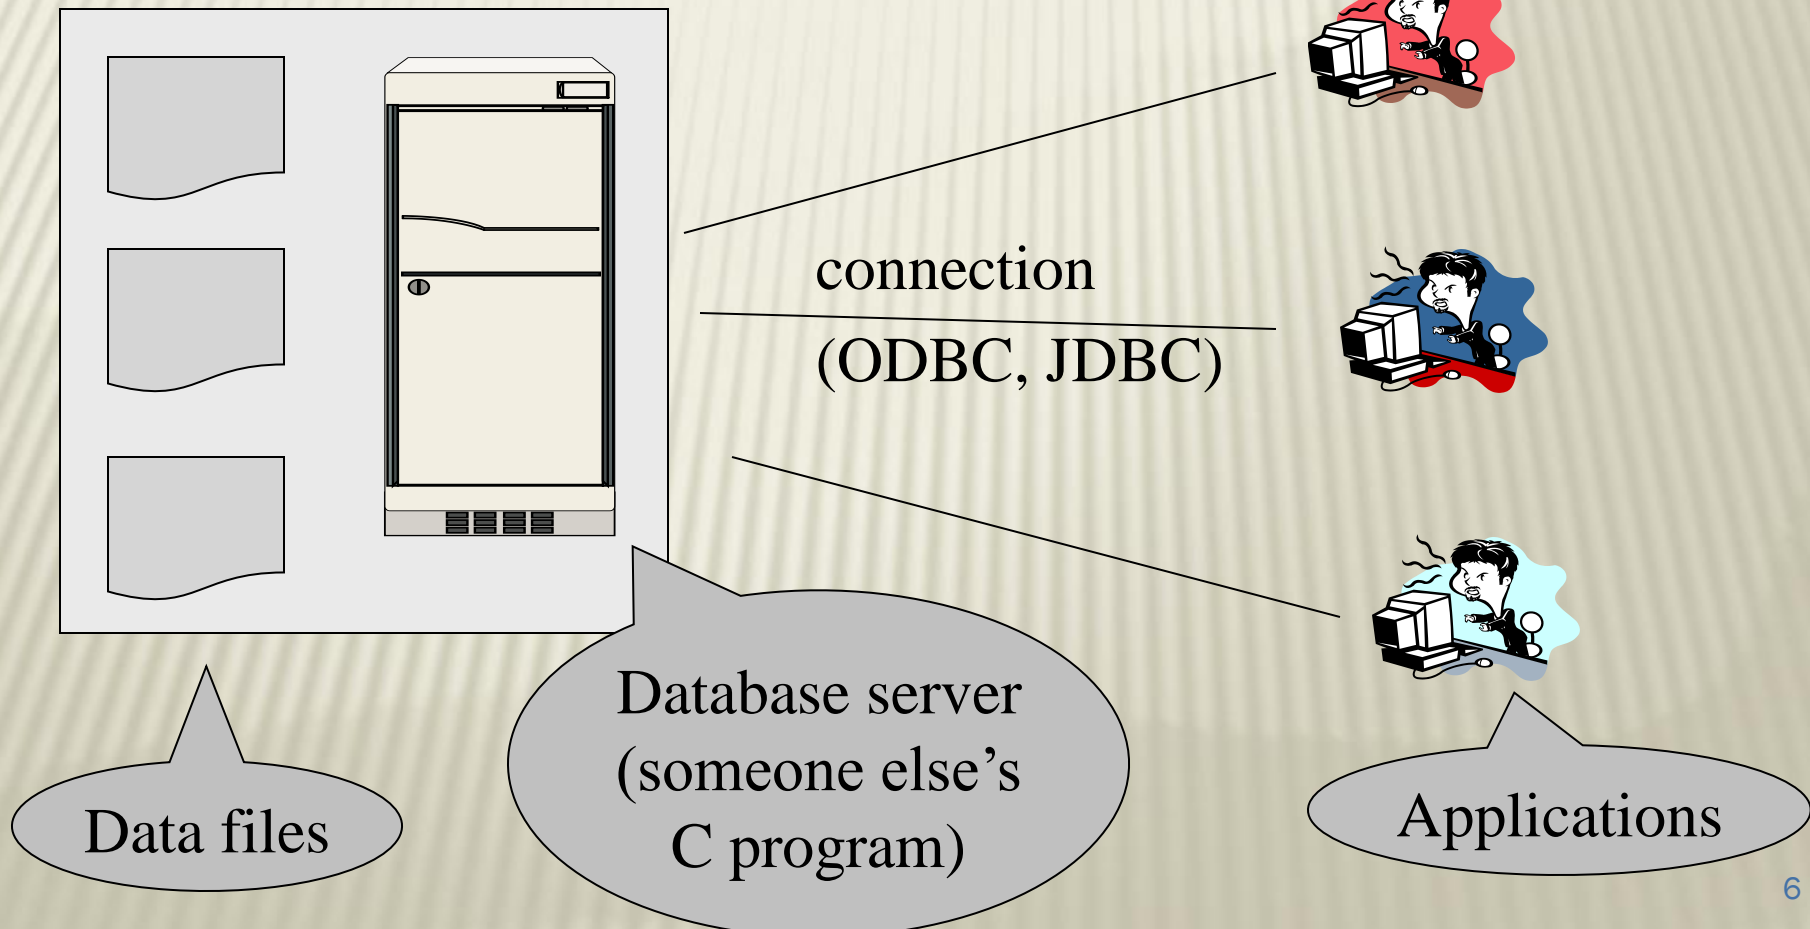 connection
(ODBC, JDBC)
Database server
(someone else’s
C program)
Data files
Applications
6